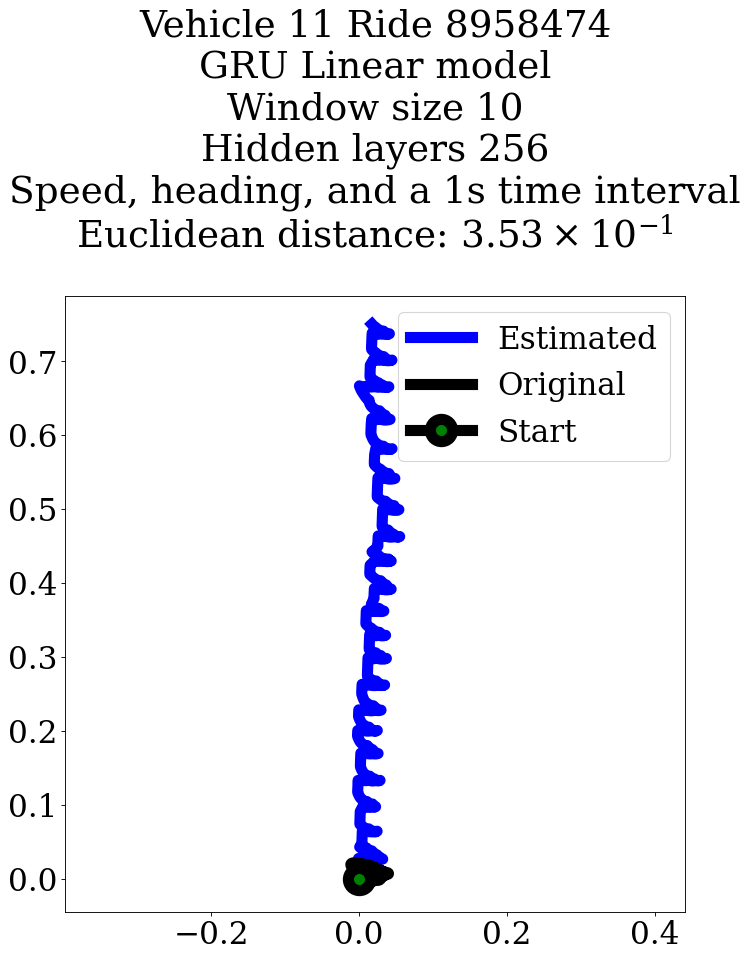 Vehicle 11 Ride 8958474
GRU Linear model
Window size 10
Hidden layers 256
Speed, heading, and a 1s time interval
Euclidean distance: 3.53 × 10⁻¹
Estimated
Original
Start
0.7
0.6
0.5
0.4
0.3
0.2
0.1
0.0
−0.2
0.0
0.2
0.4